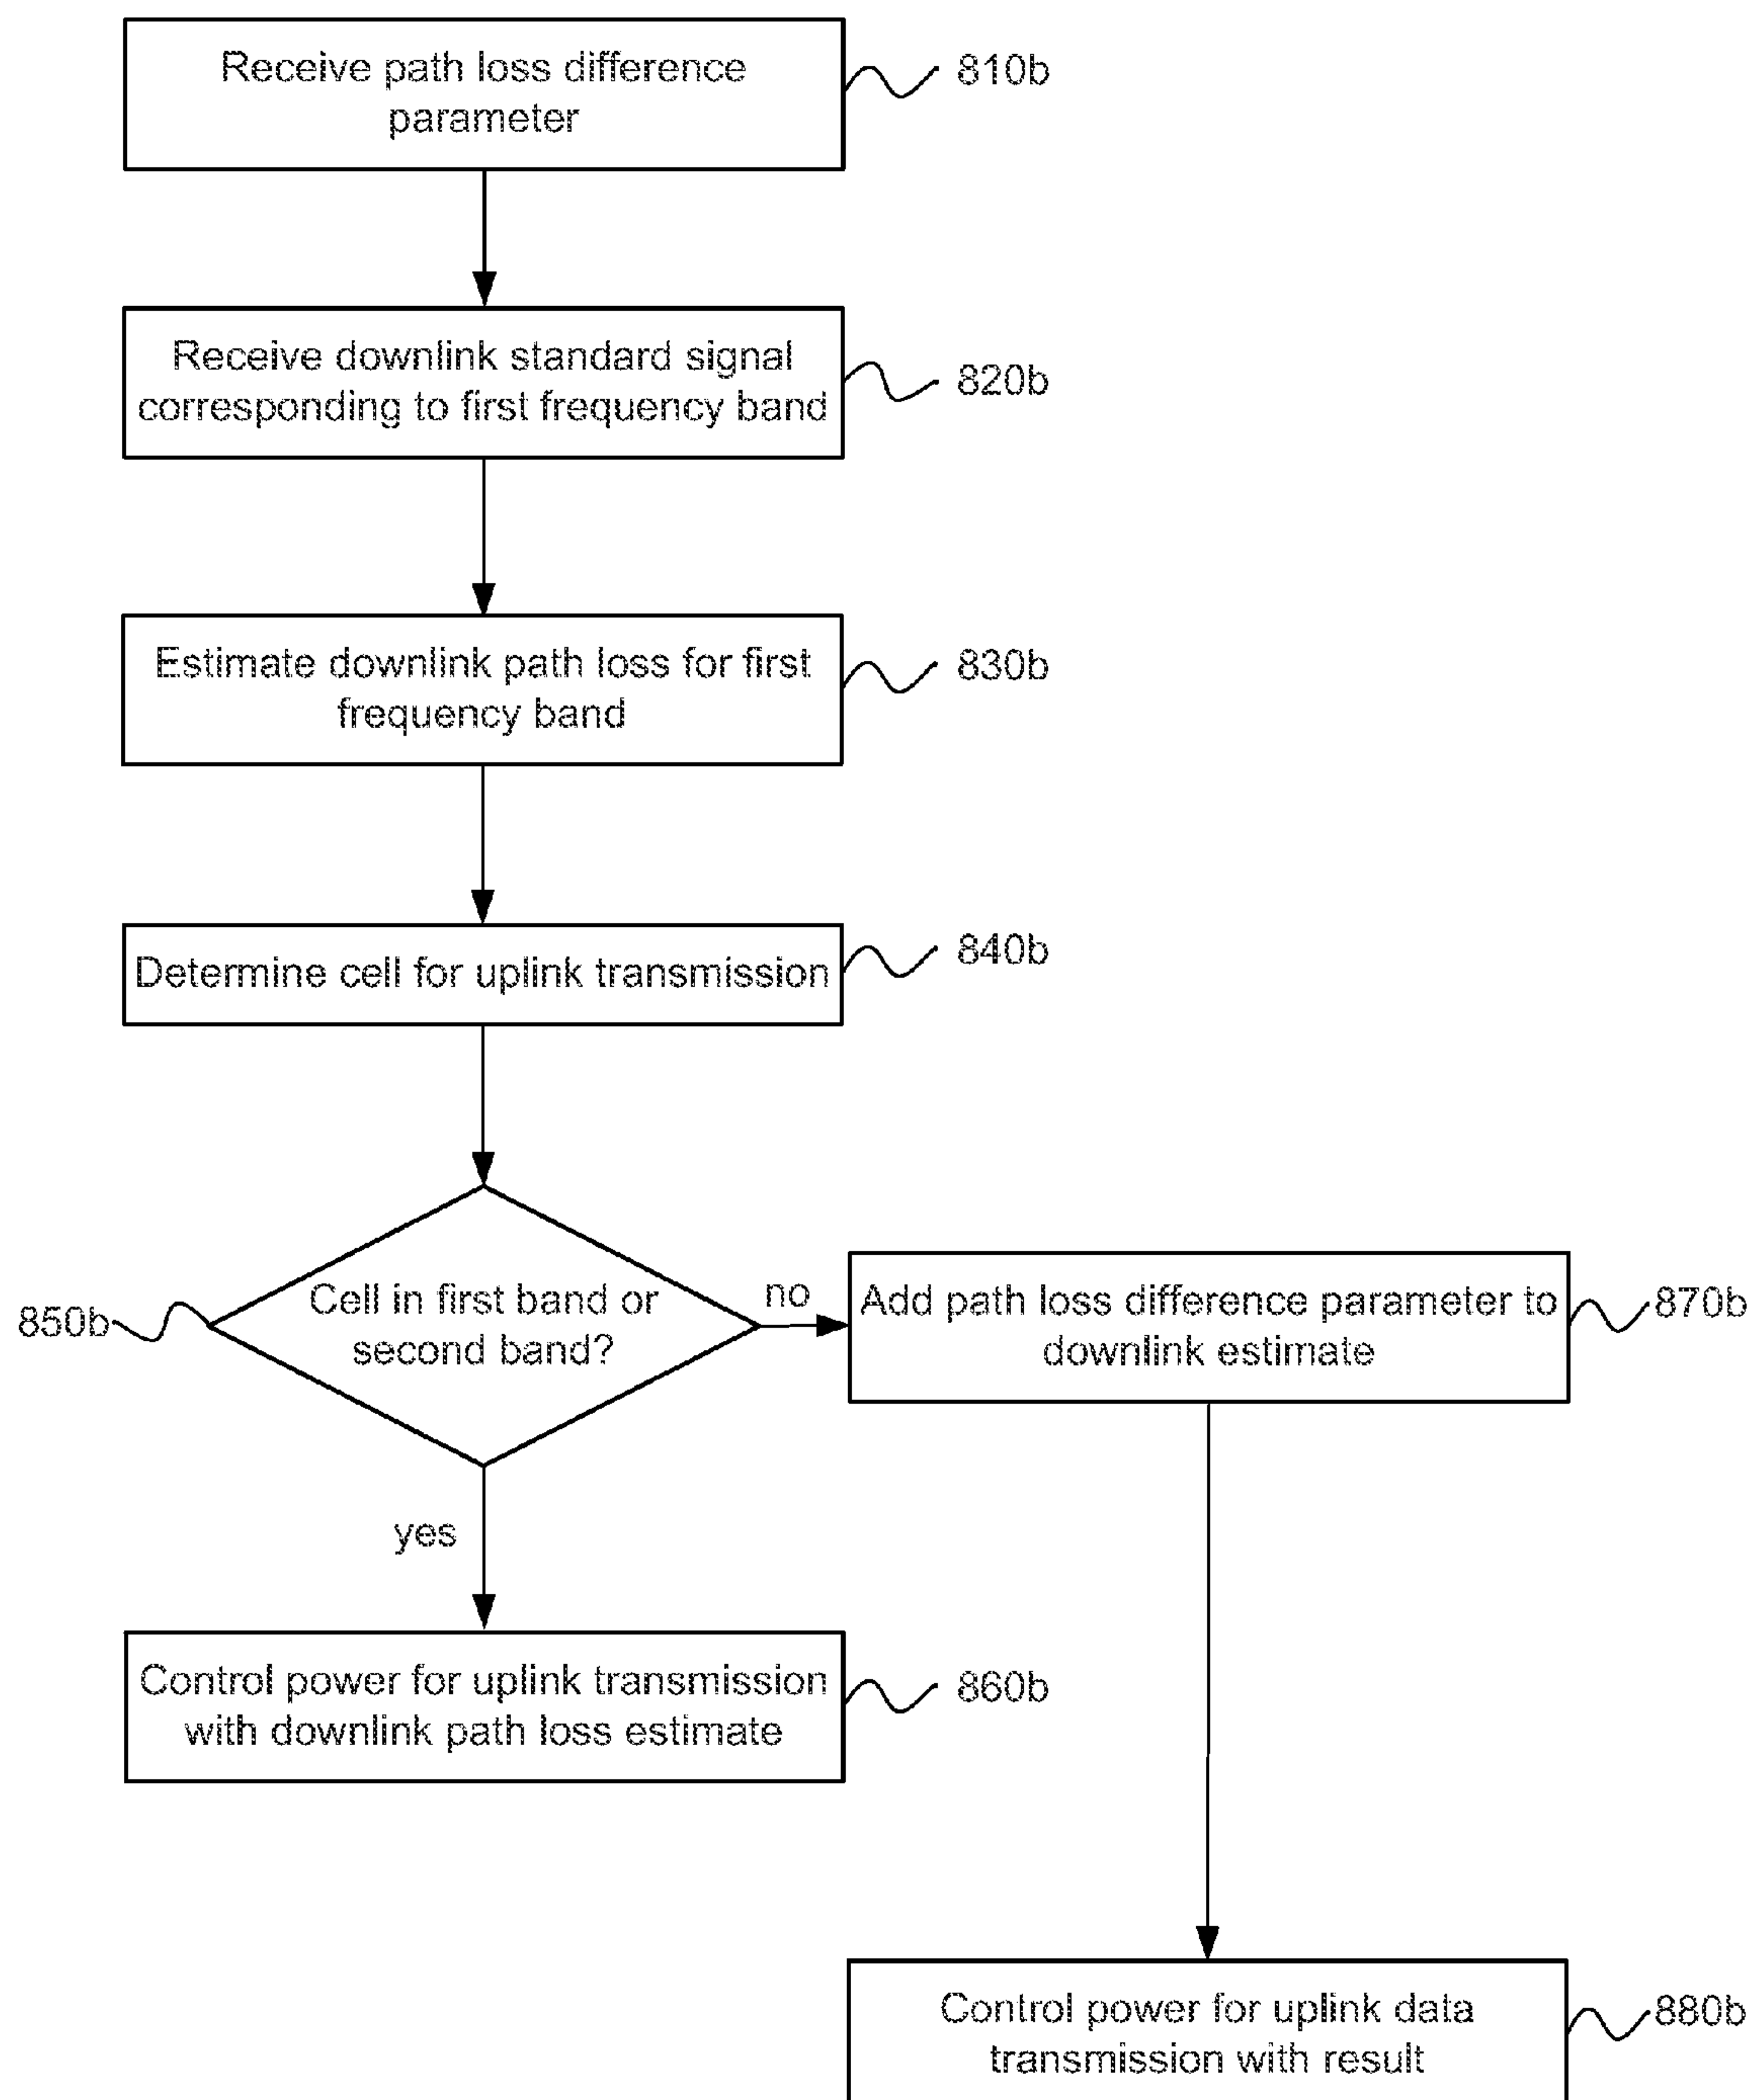 Receive path loss difference
parameter
810b
Receive downlink standard signal
corresponding to first frequency band
820b
Estimate downlink path loss for first
frequency band
830b
Determine cell for uplink transmission
840b
Cell in first band or
second band?
850b
no
Add path loss difference parameter to
downlink estimate
870b
yes
Control power for uplink transmission
with downlink path loss estimate
860b
Control power for uplink data
transmission with result
880b